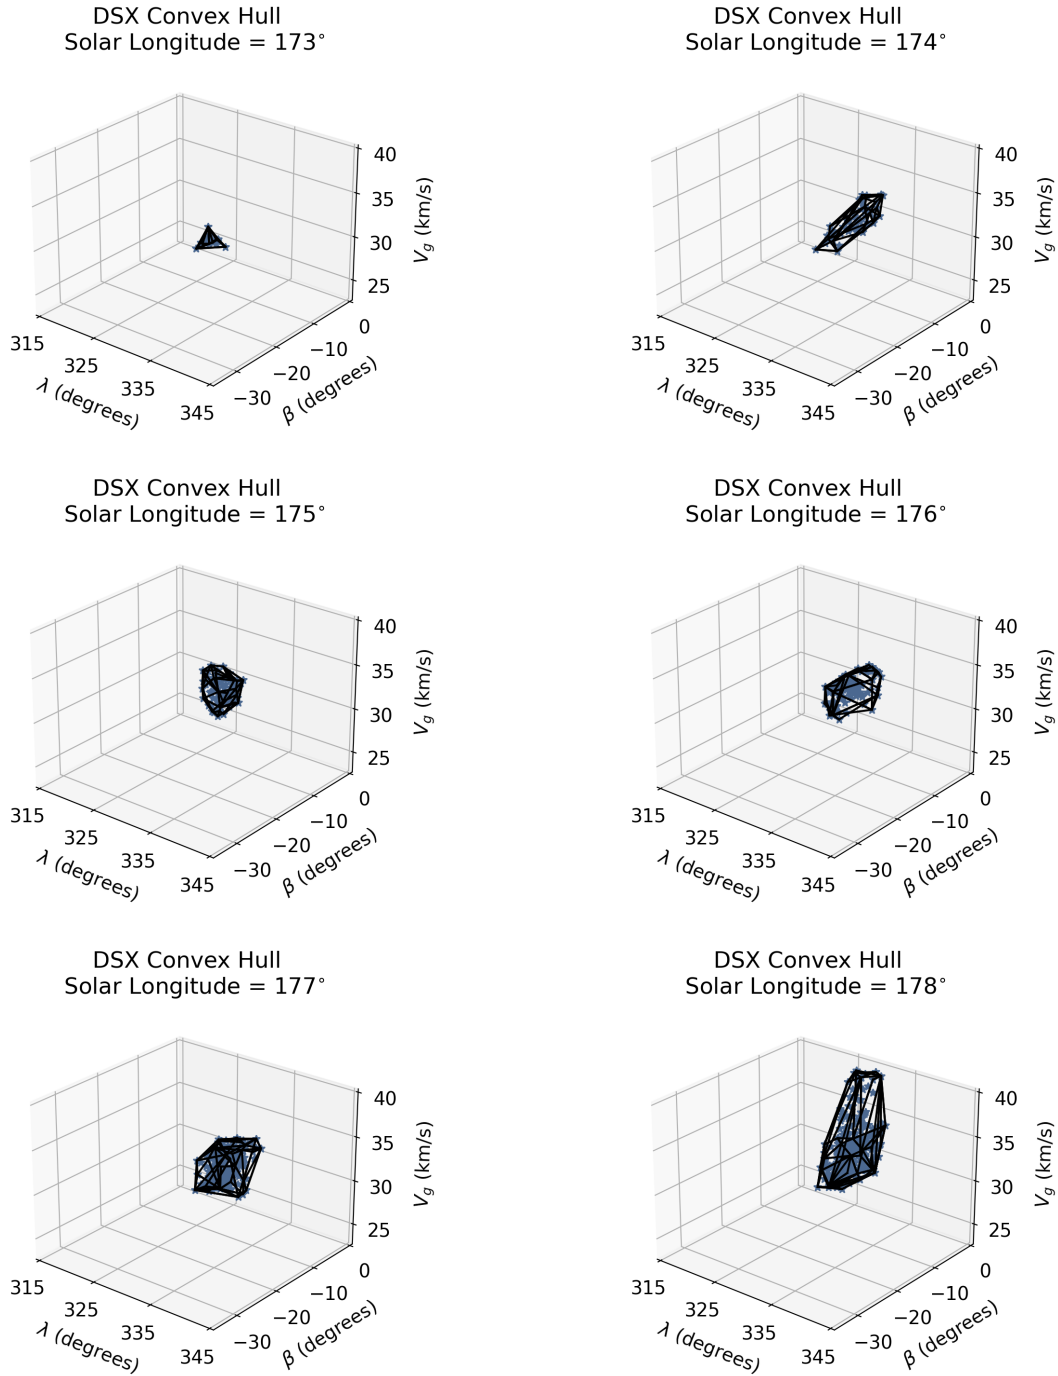 DSX Convex Hull
Solar Longitude = 173°
40
35
30
25
V_g (km/s)
315
325
335
345
λ (degrees)
−30
−20
−10
0
β (degrees)
DSX Convex Hull
Solar Longitude = 174°
40
35
30
25
V_g (km/s)
315
325
335
345
λ (degrees)
−30
−20
−10
0
β (degrees)
DSX Convex Hull
Solar Longitude = 175°
40
35
30
25
V_g (km/s)
315
325
335
345
λ (degrees)
−30
−20
−10
0
β (degrees)
DSX Convex Hull
Solar Longitude = 176°
40
35
30
25
V_g (km/s)
315
325
335
345
λ (degrees)
−30
−20
−10
0
β (degrees)
DSX Convex Hull
Solar Longitude = 177°
40
35
30
25
V_g (km/s)
315
325
335
345
λ (degrees)
−30
−20
−10
0
β (degrees)
DSX Convex Hull
Solar Longitude = 178°
40
35
30
25
V_g (km/s)
315
325
335
345
λ (degrees)
−30
−20
−10
0
β (degrees)